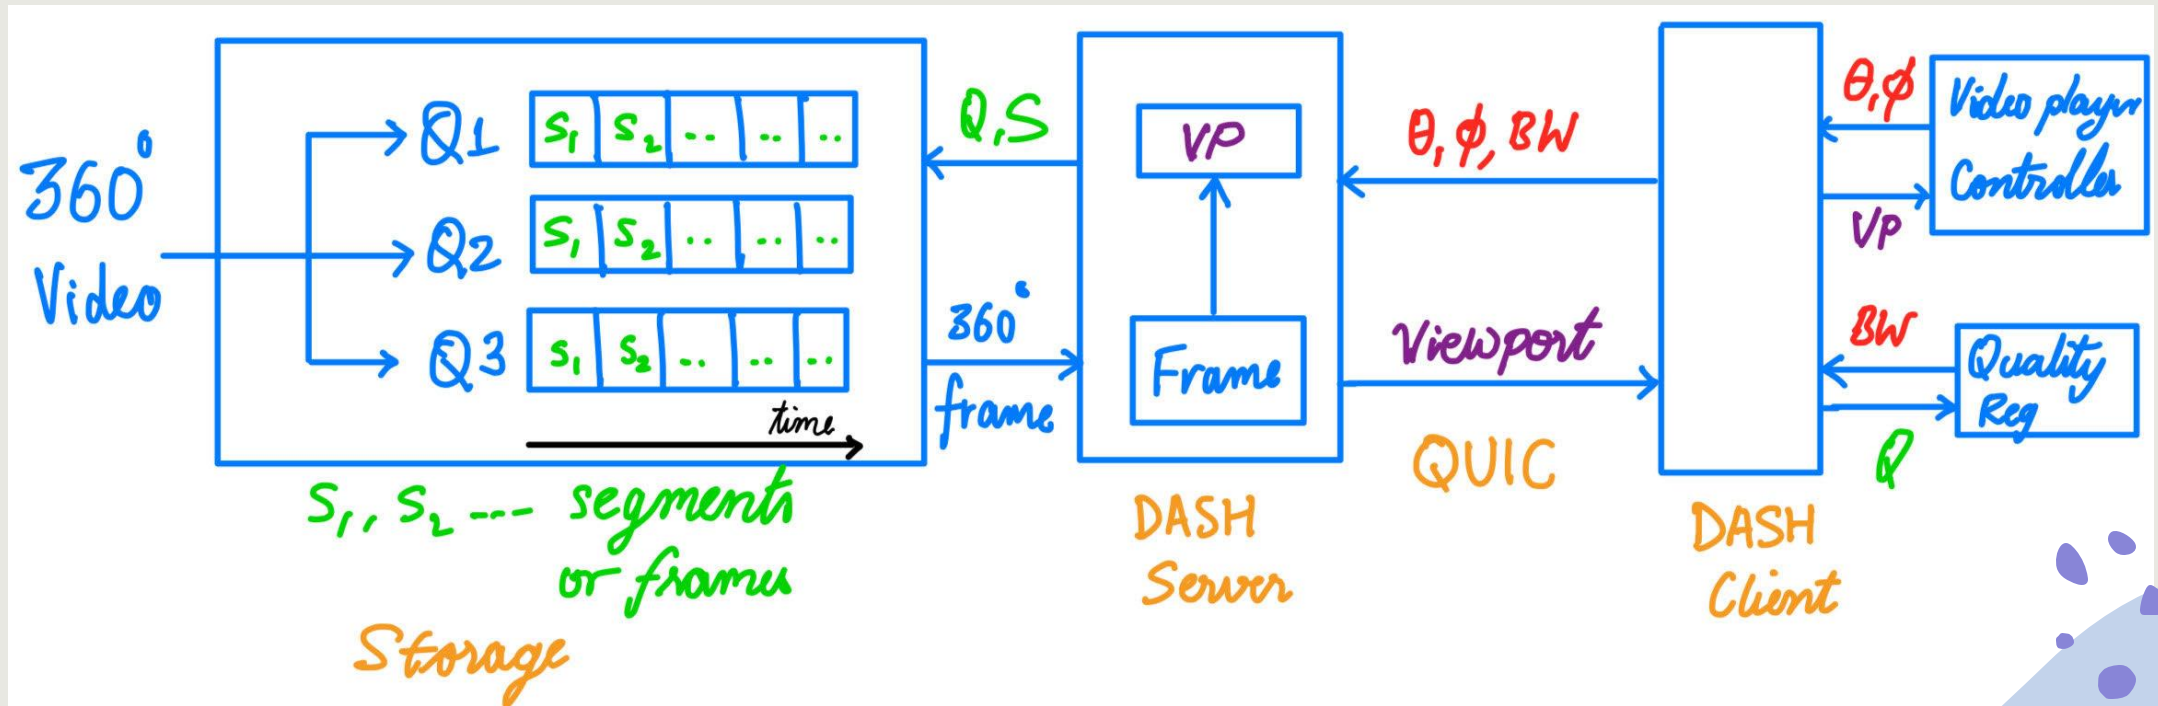 360°
Video
Q1
S1 S2 .. .. ..
Q2
S1 S2 .. .. ..
Q3
S1 S2 .. .. ..
time
S1,, S2 --- segments
or frames
Storage
Q,S
360°
frame
VP
Frame
DASH
Server
θ,ϕ,BW
Viewport
QUIC
DASH
Client
θ,ϕ
VP
BW
Q
Video player
Controller
Quality
Req